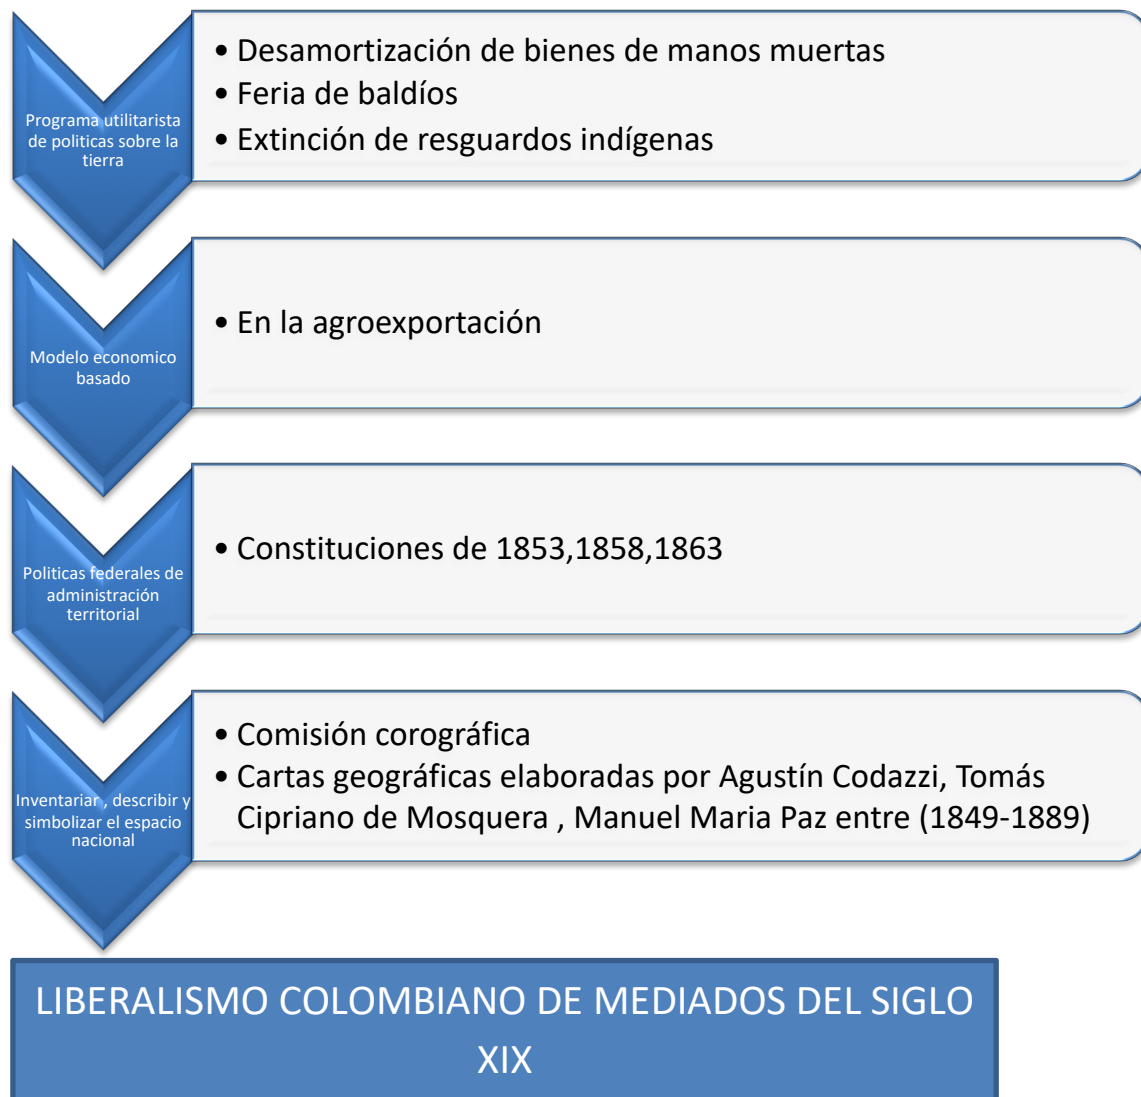 Programa utilitarista
de politicas sobre la
tierra
• Desamortización de bienes de manos muertas
• Feria de baldíos
• Extinción de resguardos indígenas
Modelo economico
basado
• En la agroexportación
Politicas federales de
administración
territorial
• Constituciones de 1853,1858,1863
Inventariar , describir y
simbolizar el espacio
nacional
• Comisión corográfica
• Cartas geográficas elaboradas por Agustín Codazzi, Tomás
Cipriano de Mosquera , Manuel Maria Paz entre (1849-1889)
LIBERALISMO COLOMBIANO DE MEDIADOS DEL SIGLO
XIX